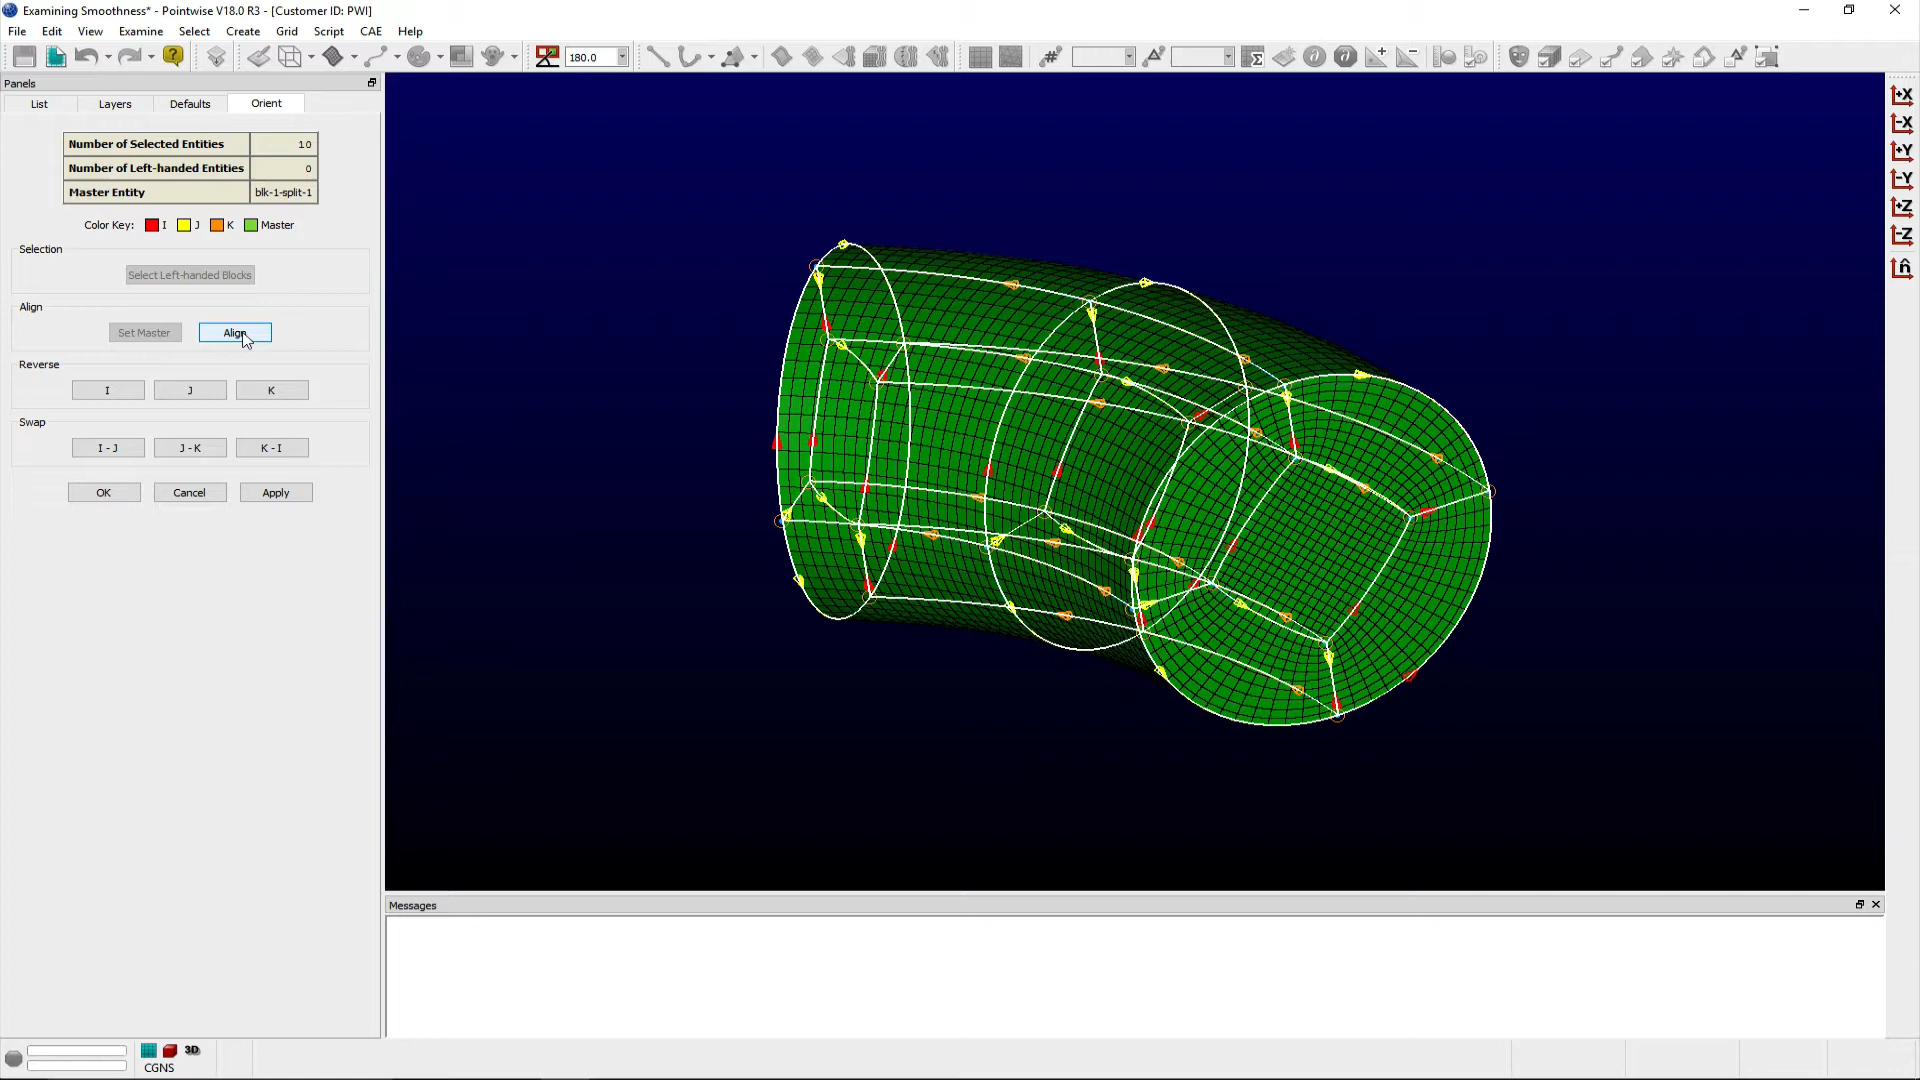 Examining Smoothness* - Pointwise V18.0 R3 - [Customer ID: PWI]
File Edit View Examine Select Create Grid Script CAE Help
180.0
Panels
List Layers Defaults Orient
Number of Selected Entities 10
Number of Left-handed Entities 0
Master Entity blk-1-split-1
Color Key: I J K Master
Selection
Select Left-handed Blocks
Align
Set Master Align
Reverse
I J K
Swap
I - J J - K K - I
OK Cancel Apply
+X
-X
+Y
-Y
+Z
-Z
n̂
Messages
3D
CGNS